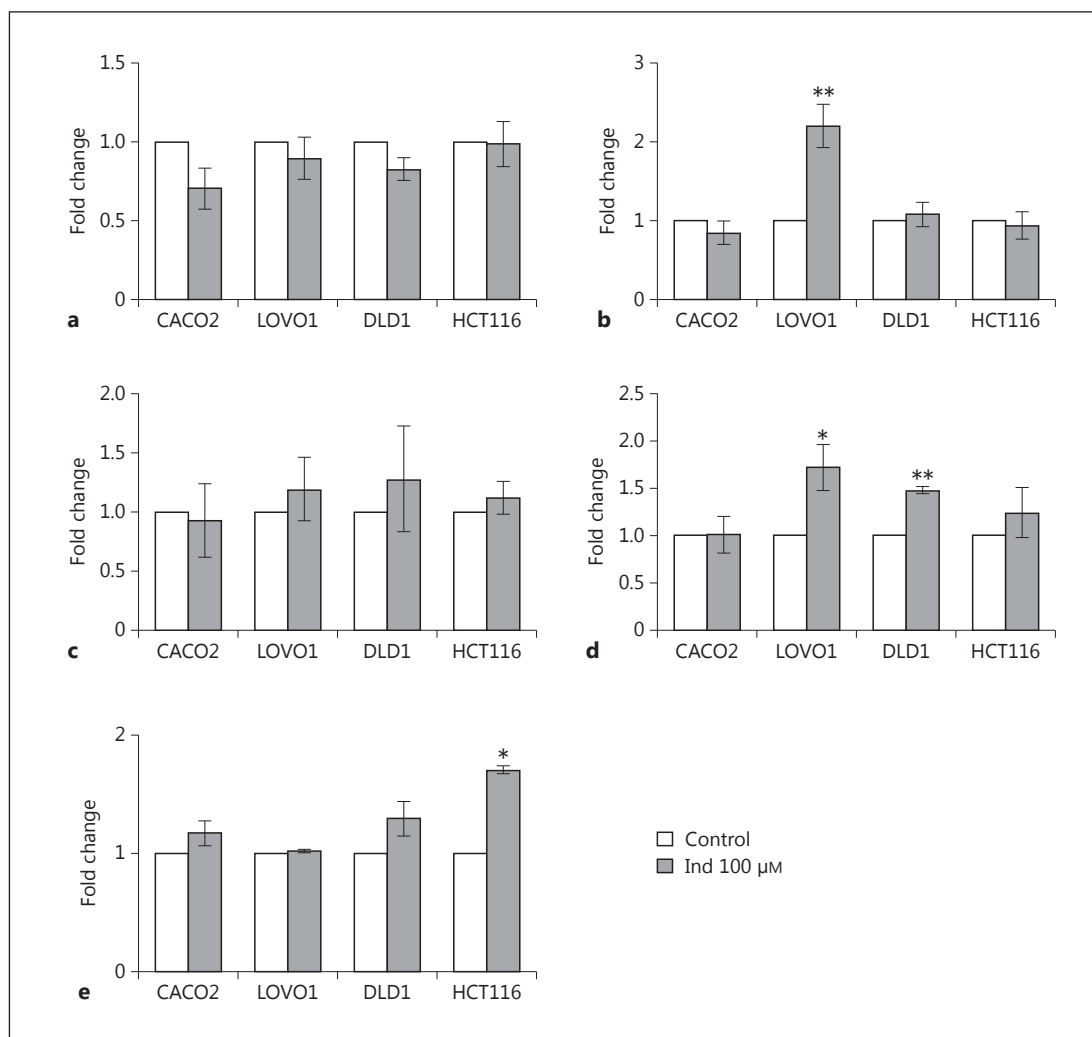 1.5
1.0
0.5
0
Fold change
CACO2 LOVO1 DLD1 HCT116
a
3
2
1
0
Fold change
**
CACO2 LOVO1 DLD1 HCT116
b
2.0
1.5
1.0
0.5
0
Fold change
CACO2 LOVO1 DLD1 HCT116
c
2.5
2.0
1.5
1.0
0.5
0
Fold change
*
**
CACO2 LOVO1 DLD1 HCT116
d
2
1
0
Fold change
*
CACO2 LOVO1 DLD1 HCT116
e
Control
Ind 100 μM